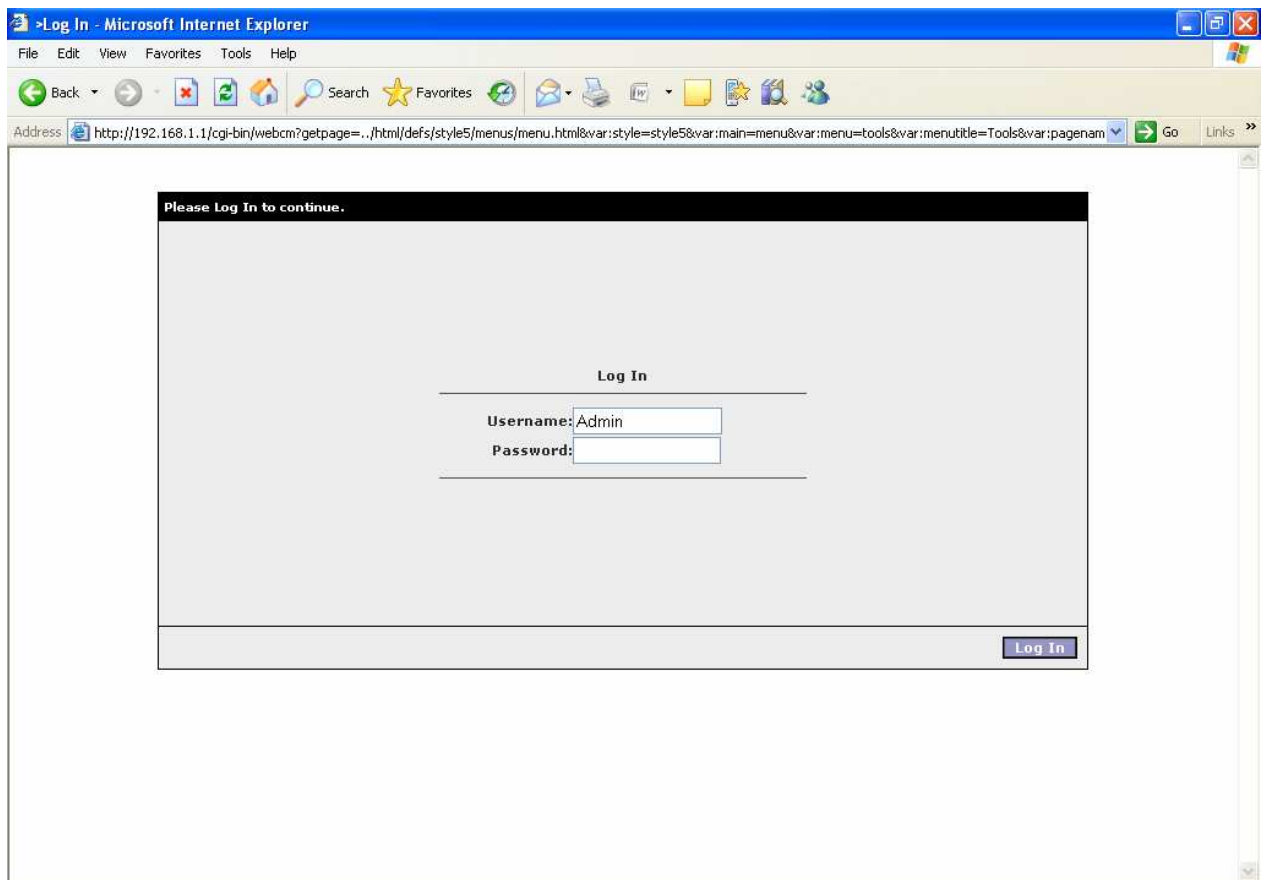 >Log In - Microsoft Internet Explorer
File Edit View Favorites Tools Help
Back Search Favorites
Address http://192.168.1.1/cgi-bin/webcm?getpage=../html/defs/style5/menus/menu.html&var:style=style5&var:main=menu&var:menu=tools&var:menutitle=Tools&var:pagenam Go Links »
Please Log In to continue.
Log In
Username: Admin
Password:
Log In